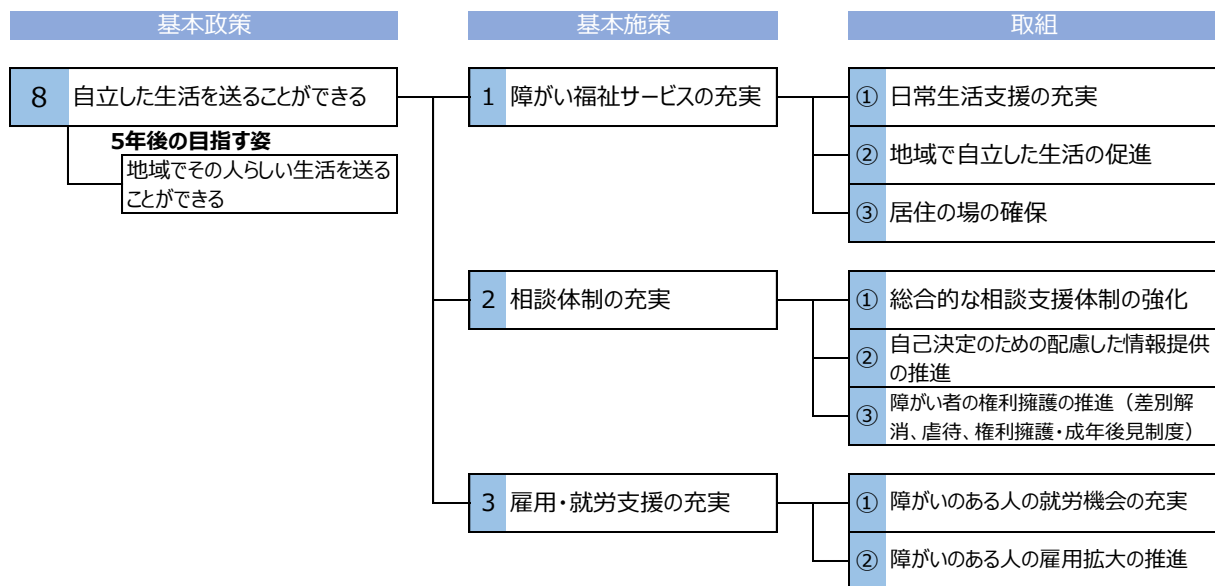 基本政策
基本施策
取組
8 自立した生活を送ることができる
5年後の目指す姿
地域でその人らしい生活を送る
ことができる
1 障がい福祉サービスの充実
① 日常生活支援の充実
② 地域で自立した生活の促進
③ 居住の場の確保
2 相談体制の充実
① 総合的な相談支援体制の強化
② 自己決定のための配慮した情報提供
の推進
③ 障がい者の権利擁護の推進（差別解
消、虐待、権利擁護・成年後見制度）
3 雇用・就労支援の充実
① 障がいのある人の就労機会の充実
② 障がいのある人の雇用拡大の推進